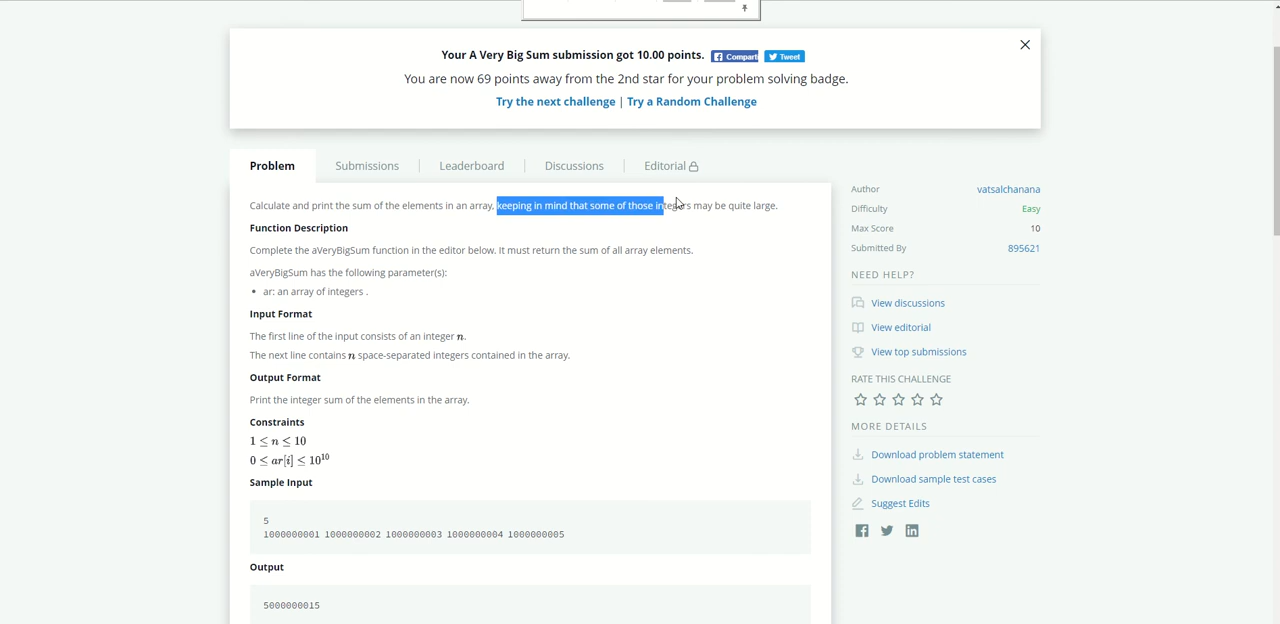 Your A Very Big Sum submission got 10.00 points. Compart Tweet
You are now 69 points away from the 2nd star for your problem solving badge.
Try the next challenge | Try a Random Challenge
Problem Submissions Leaderboard Discussions Editorial
Calculate and print the sum of the elements in an array, keeping in mind that some of those integers may be quite large.
Function Description
Complete the aVeryBigSum function in the editor below. It must return the sum of all array elements.
aVeryBigSum has the following parameter(s):
• ar: an array of integers .
Input Format
The first line of the input consists of an integer n.
The next line contains n space-separated integers contained in the array.
Output Format
Print the integer sum of the elements in the array.
Constraints
1 ≤ n ≤ 10
0 ≤ ar[i] ≤ 10¹⁰
Sample Input
5
1000000001 1000000002 1000000003 1000000004 1000000005
Output
5000000015
Author vatsalchanana
Difficulty Easy
Max Score 10
Submitted By 895621
NEED HELP?
View discussions
View editorial
View top submissions
RATE THIS CHALLENGE
MORE DETAILS
Download problem statement
Download sample test cases
Suggest Edits